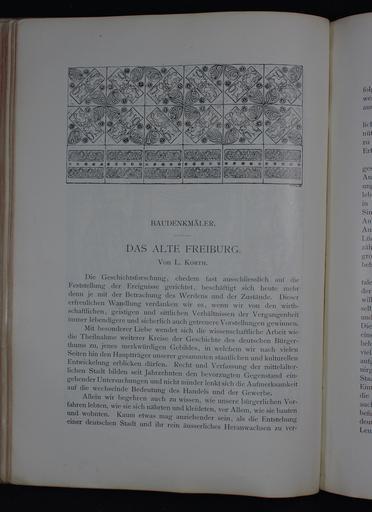 BAUDENKMÄLER.
DAS ALTE FREIBURG.
VON L. KORTH.
Die Geschichtsforschung, ehedem fast ausschliesslich auf die
Feststellung der Ereignisse gerichtet, beschäftigt sich heute mehr
denn je mit der Betrachtung des Werdens und der Zustände. Dieser
erfreulichen Wandlung verdanken wir es, wenn wir von den wirth-
schaftlichen, geistigen und sittlichen Verhältnissen der Vergangenheit
immer lebendigere und sicherlich auch getreuere Vorstellungen gewinnen.
Mit besonderer Liebe wendet sich die wissenschaftliche Arbeit wie
die Theilnahme weiterer Kreise der Geschichte des deutschen Bürger-
thums zu, jenes merkwürdigen Gebildes, in welchem wir nach vielen
Seiten hin den Hauptträger unserer gesammten staatlichen und kulturellen
Entwickelung erblicken dürfen. Recht und Verfassung der mittelalter-
lichen Stadt bilden seit Jahrzehnten den bevorzugten Gegenstand ein-
gehender Untersuchungen und nicht minder lenkt sich die Aufmerksamkeit
auf die wechselnde Bedeutung des Handels und der Gewerbe.
Allein wir begehren auch zu wissen, wie unsere bürgerlichen Vor-
fahren lebten, wie sie sich nährten und kleideten, vor Allem, wie sie bauten
und wohnten. Kaum etwas mag anziehender sein, als die Entstehung
einer deutschen Stadt und ihr rein äusserliches Heranwachsen zu ver-